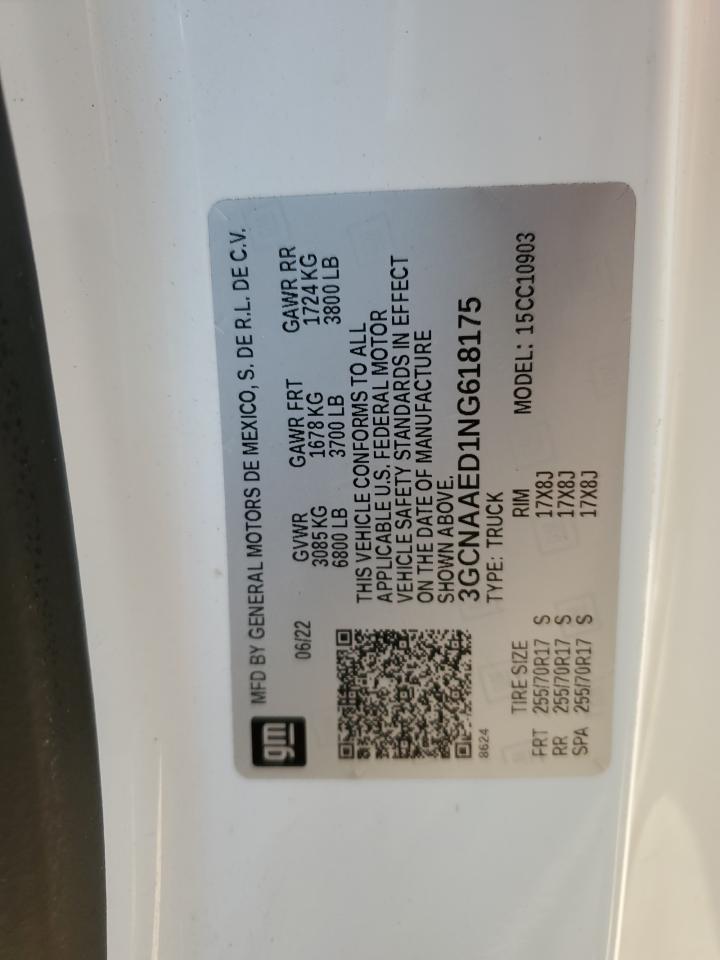 gm
MFD BY GENERAL MOTORS DE MEXICO, S. DE R.L. DE C.V.
06/22
GVWR GAWR FRT GAWR RR
3085 KG 1678 KG 1724 KG
6800 LB 3700 LB 3800 LB
THIS VEHICLE CONFORMS TO ALL
APPLICABLE U.S. FEDERAL MOTOR
VEHICLE SAFETY STANDARDS IN EFFECT
ON THE DATE OF MANUFACTURE
SHOWN ABOVE.
3GCNAAED1NG618175
8624
TYPE: TRUCK
TIRE SIZE RIM MODEL: 15CC10903
FRT 255/70R17 S 17X8J
RR 255/70R17 S 17X8J
SPA 255/70R17 S 17X8J